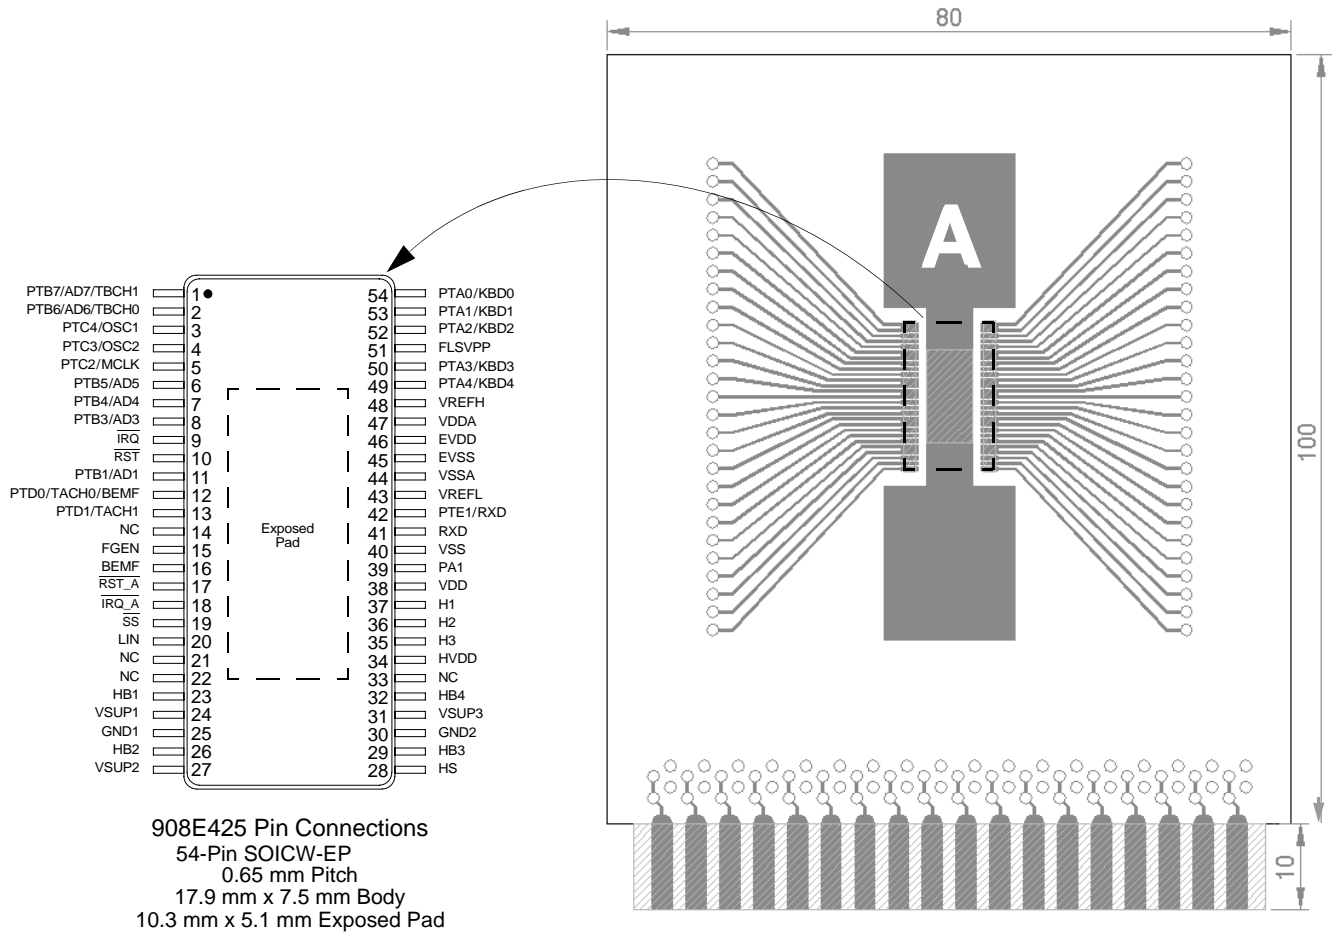 80
100
10
A
PTB7/AD7/TBCH1 1 54 PTA0/KBD0
PTB6/AD6/TBCH0 2 53 PTA1/KBD1
PTC4/OSC1 3 52 PTA2/KBD2
PTC3/OSC2 4 51 FLSVPP
PTC2/MCLK 5 50 PTA3/KBD3
PTB5/AD5 6 49 PTA4/KBD4
PTB4/AD4 7 48 VREFH
PTB3/AD3 8 47 VDDA
IRQ 9 46 EVDD
RST 10 45 EVSS
PTB1/AD1 11 44 VSSA
PTD0/TACH0/BEMF 12 43 VREFL
PTD1/TACH1 13 42 PTE1/RXD
NC 14 41 RXD
FGEN 15 40 VSS
BEMF 16 39 PA1
RST_A 17 38 VDD
IRQ_A 18 37 H1
SS 19 36 H2
LIN 20 35 H3
NC 21 34 HVDD
NC 22 33 NC
HB1 23 32 HB4
VSUP1 24 31 VSUP3
GND1 25 30 GND2
HB2 26 29 HB3
VSUP2 27 28 HS
Exposed
Pad
908E425 Pin Connections
54-Pin SOICW-EP
0.65 mm Pitch
17.9 mm x 7.5 mm Body
10.3 mm x 5.1 mm Exposed Pad